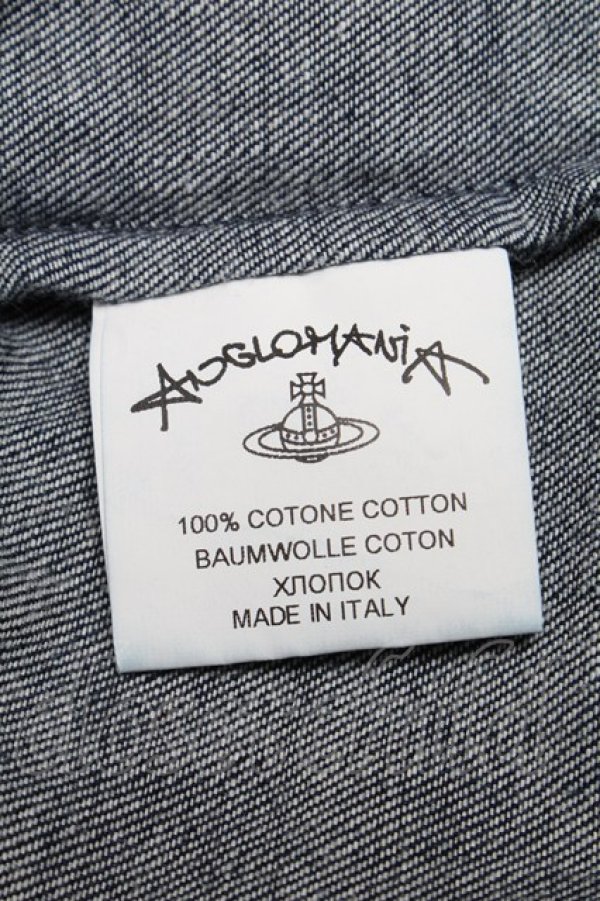 ANGLOMANiA
100% COTONE COTTON
BAUMWOLLE COTON
ХЛОПОК
MADE IN ITALY